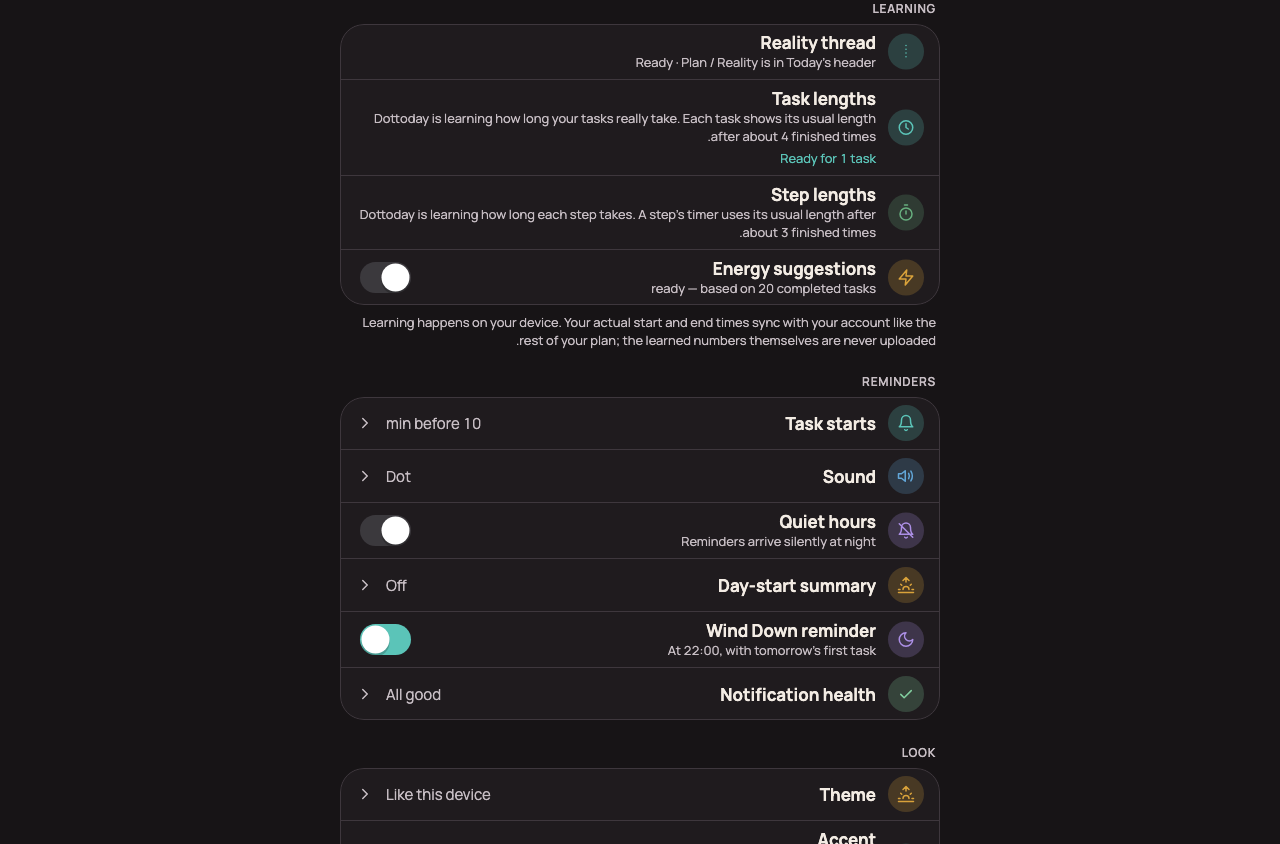 LEARNING
Reality thread
Ready · Plan / Reality is in Today's header
Task lengths
Dottoday is learning how long your tasks really take. Each task shows its usual length
.after about 4 finished times
Ready for 1 task
Step lengths
Dottoday is learning how long each step takes. A step's timer uses its usual length after
.about 3 finished times
Energy suggestions
ready — based on 20 completed tasks
Learning happens on your device. Your actual start and end times sync with your account like the
.rest of your plan; the learned numbers themselves are never uploaded
REMINDERS
Task starts
min before 10
Sound
Dot
Quiet hours
Reminders arrive silently at night
Day-start summary
Off
Wind Down reminder
At 22:00, with tomorrow's first task
Notification health
All good
LOOK
Theme
Like this device
Accent